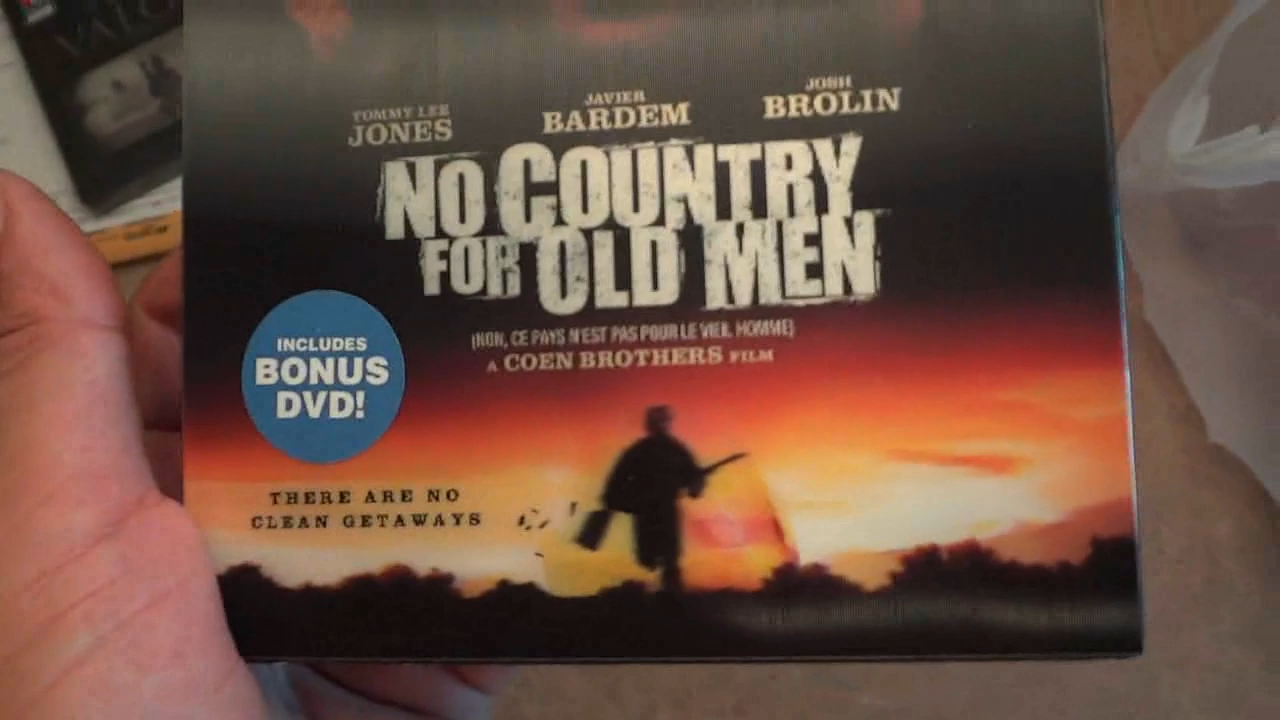 TOMMY LEE
JONES
JAVIER
BARDEM
JOSH
BROLIN
NO COUNTRY
FOR OLD MEN
(NON, CE PAYS N'EST PAS POUR LE VIEIL HOMME)
A COEN BROTHERS FILM
INCLUDES
BONUS
DVD!
THERE ARE NO
CLEAN GETAWAYS